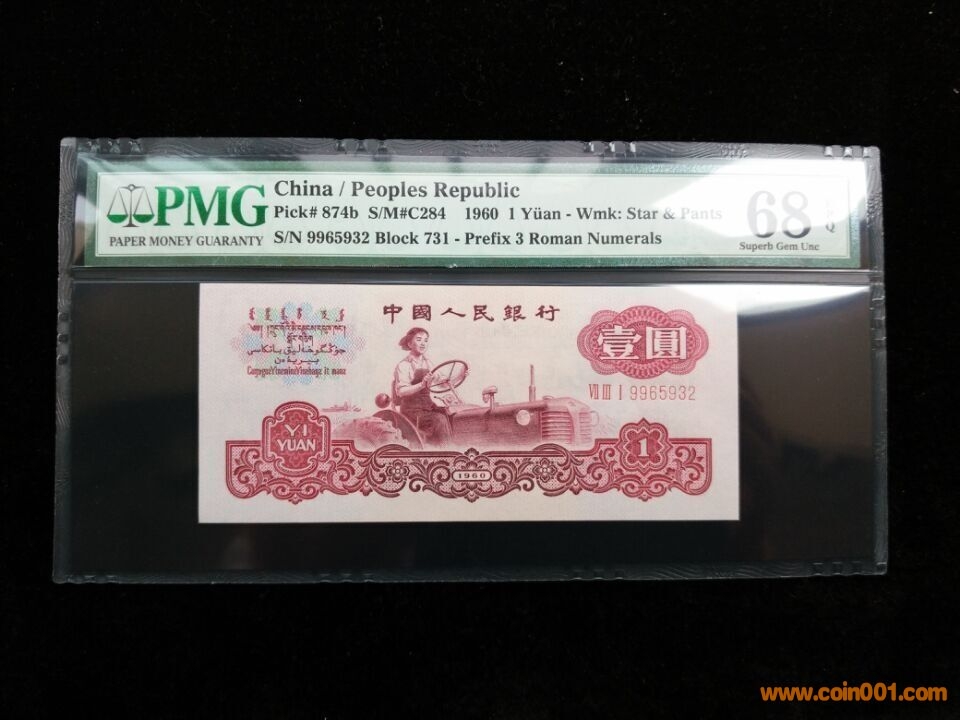 PMG
PAPER MONEY GUARANTY
China / Peoples Republic
Pick# 874b S/M#C284 1960 1 Yüan - Wmk: Star & Pants
S/N 9965932 Block 731 - Prefix 3 Roman Numerals
68
Superb Gem Unc
中國人民銀行
壹圓
VII III I 9965932
YI
YUAN
1960
1
www.coin001.com